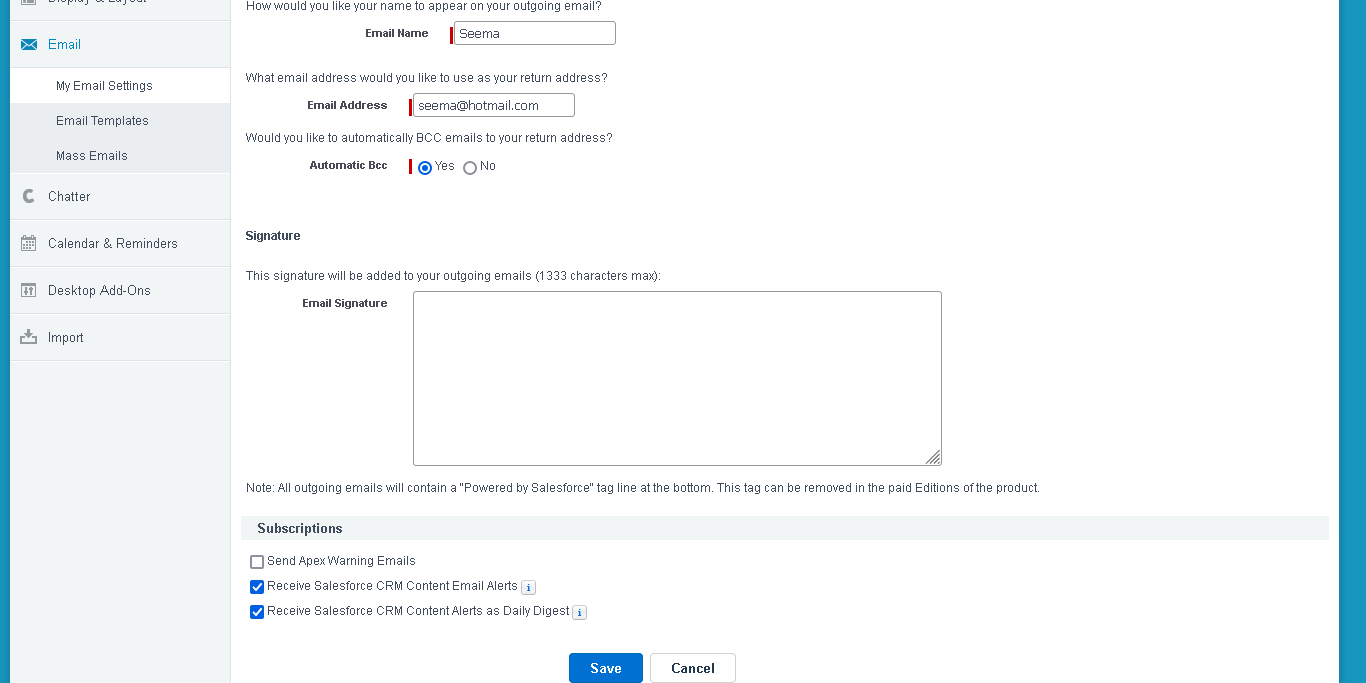 Display & Layout
Email
My Email Settings
Email Templates
Mass Emails
Chatter
Calendar & Reminders
Desktop Add-Ons
Import
How would you like your name to appear on your outgoing email?
Email Name Seema
What email address would you like to use as your return address?
Email Address seema@hotmail.com
Would you like to automatically BCC emails to your return address?
Automatic Bcc Yes No
Signature
This signature will be added to your outgoing emails (1333 characters max):
Email Signature
Note: All outgoing emails will contain a "Powered by Salesforce" tag line at the bottom. This tag can be removed in the paid Editions of the product.
Subscriptions
Send Apex Warning Emails
Receive Salesforce CRM Content Email Alerts i
Receive Salesforce CRM Content Alerts as Daily Digest i
Save Cancel